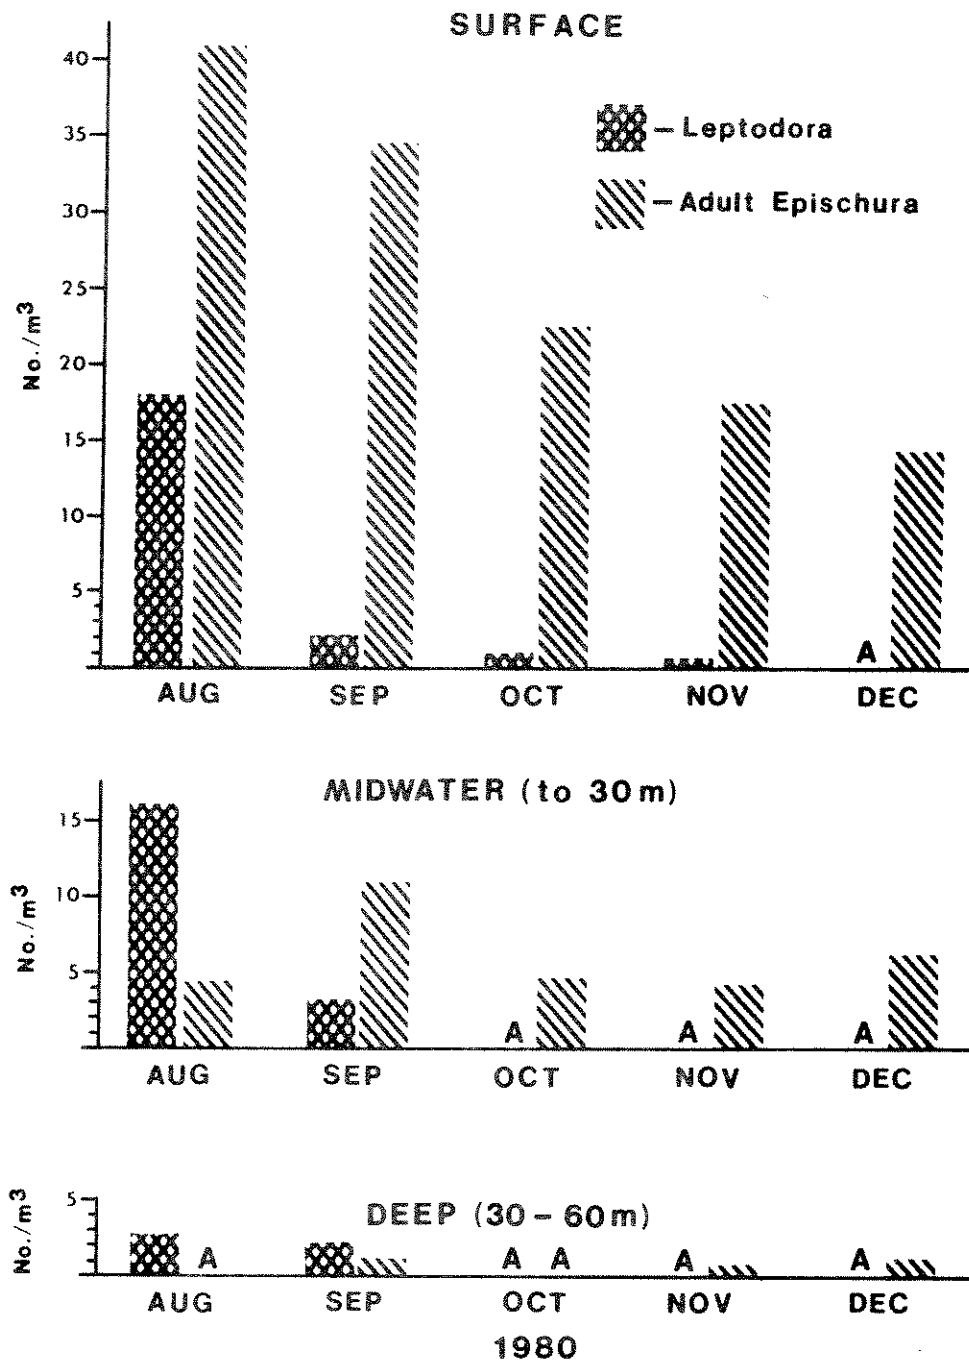 SURFACE
40
35
30
25
20
15
10
5
No./m³
– Leptodora
– Adult Epischura
A
AUG SEP OCT NOV DEC
MIDWATER (to 30m)
15
10
5
No./m³
A A A
AUG SEP OCT NOV DEC
DEEP (30 – 60m)
5
No./m³
A A A A A
AUG SEP OCT NOV DEC
1980